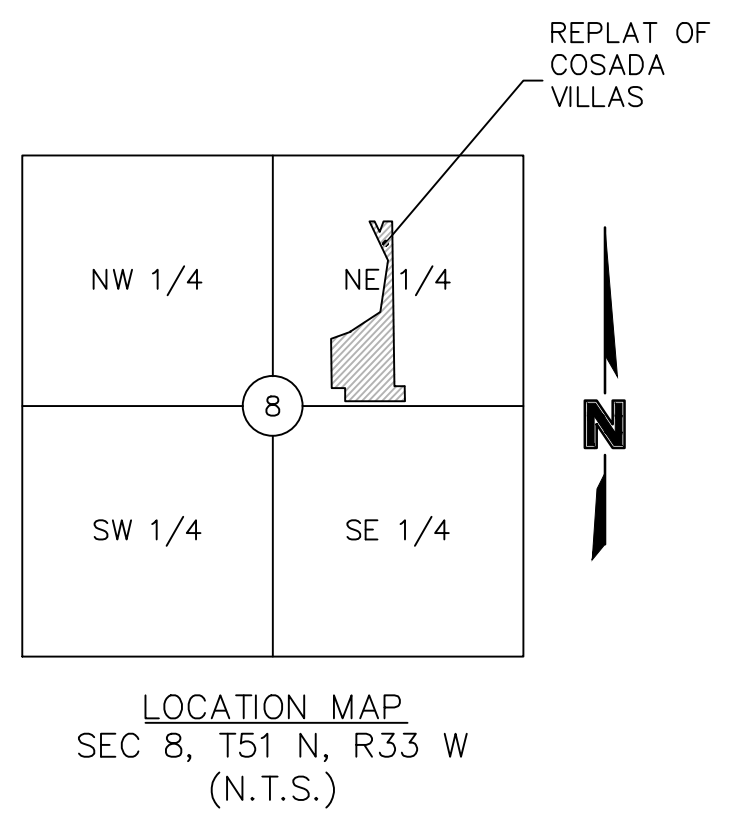 REPLAT OF
COSADA
VILLAS
NW 1/4
NE 1/4
8
N
SW 1/4
SE 1/4
LOCATION MAP
SEC 8, T51 N, R33 W
(N.T.S.)